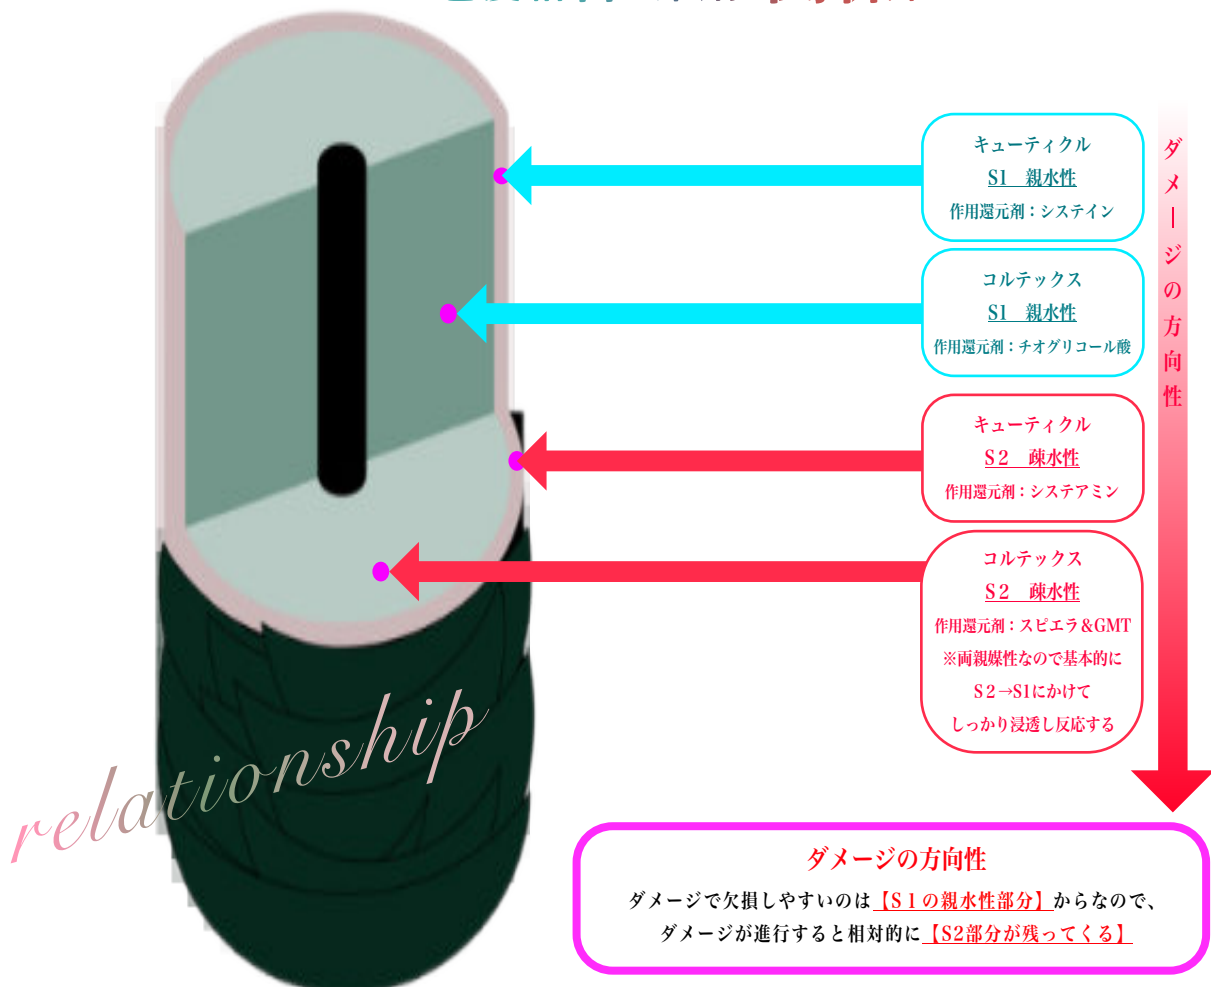 キューティクル
S1　親水性
作用還元剤：システイン
コルテックス
S1　親水性
作用還元剤：チオグリコール酸
キューティクル
S２　疎水性
作用還元剤：システアミン
コルテックス
S２　疎水性
作用還元剤：スピエラ＆GMT
※両親媒性なので基本的に
S２→S1にかけて
しっかり浸透し反応する
ダメージの方向性
relationship
ダメージの方向性
ダメージで欠損しやすいのは【S１の親水性部分】からなので、
ダメージが進行すると相対的に【S2部分が残ってくる】